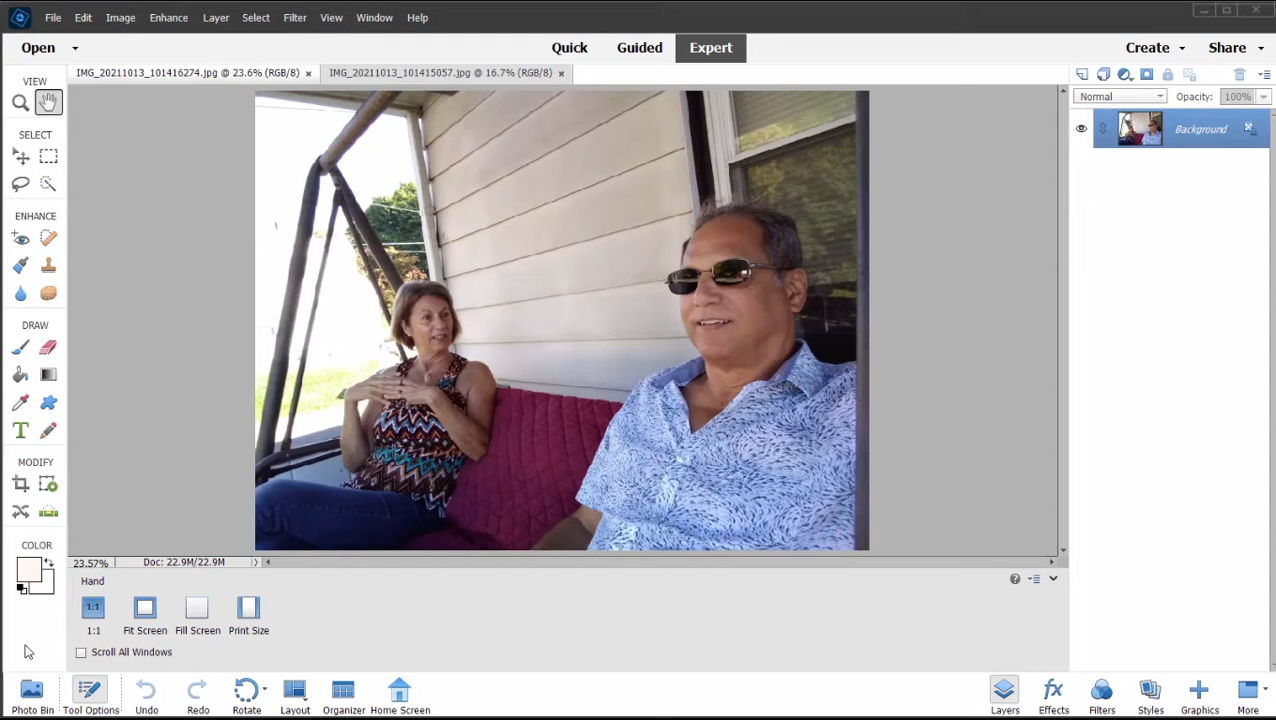 File Edit Image Enhance Layer Select Filter View Window Help
Open Quick Guided Expert Create Share
VIEW IMG_20211013_101416274.jpg @ 23.6% (RGB/8) × IMG_20211013_101415057.jpg @ 16.7% (RGB/8) ×
Normal Opacity: 100%
Background
SELECT
ENHANCE
DRAW
T
MODIFY
COLOR
23.57% Doc: 22.9M/22.9M
Hand
1:1
1:1 Fit Screen Fill Screen Print Size
Scroll All Windows
Photo Bin Tool Options Undo Redo Rotate Layout Organizer Home Screen Layers fx Effects Filters Styles Graphics More